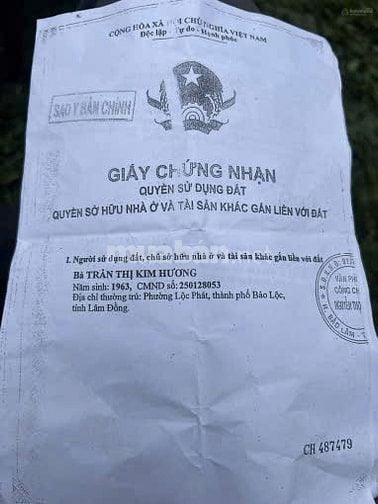 CỘNG HÒA XÃ HỘI CHỦ NGHĨA VIỆT NAM
Độc lập - Tự do - Hạnh phúc
SAO Y BẢN CHÍNH
GIẤY CHỨNG NHẬN
QUYỀN SỬ DỤNG ĐẤT
QUYỀN SỞ HỮU NHÀ Ở VÀ TÀI SẢN KHÁC GẮN LIỀN VỚI ĐẤT
I. Người sử dụng đất, chủ sở hữu nhà ở và tài sản khác gắn liền với đất
Bà TRẦN THỊ KIM HƯƠNG
Năm sinh: 1963, CMND số: 250128053
Địa chỉ thường trú: Phường Lộc Phát, thành phố Bảo Lộc,
tỉnh Lâm Đồng.
VĂN PH
CÔNG CH
CH 487479